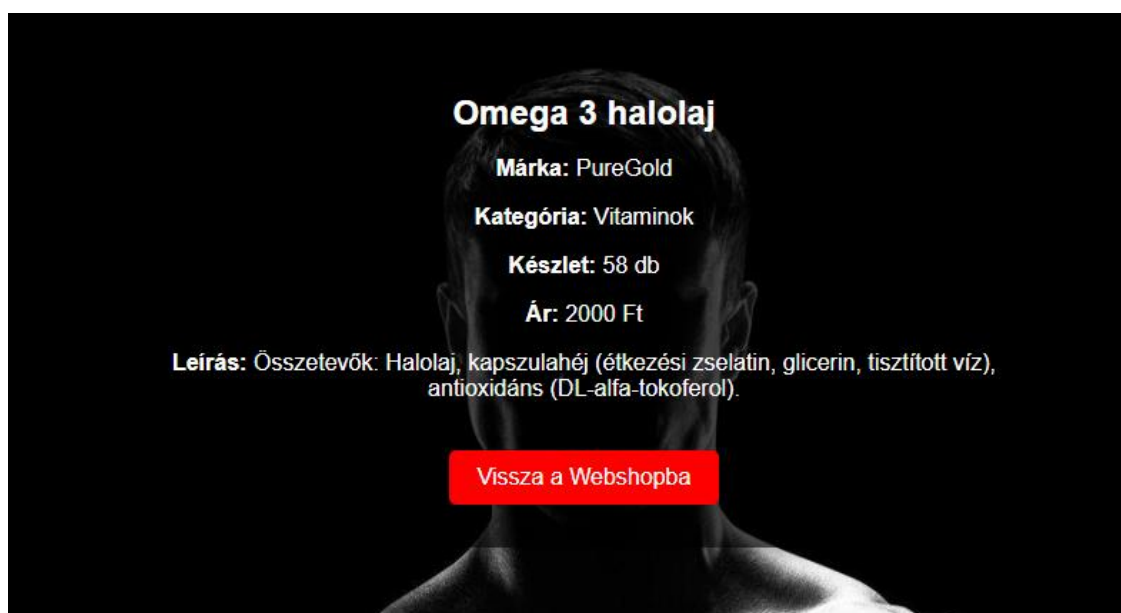 Omega 3 halolaj
Márka: PureGold
Kategória: Vitaminok
Készlet: 58 db
Ár: 2000 Ft
Leírás: Összetevők: Halolaj, kapszulahéj (étkezési zselatin, glicerin, tisztított víz),
antioxidáns (DL-alfa-tokoferol).
Vissza a Webshopba